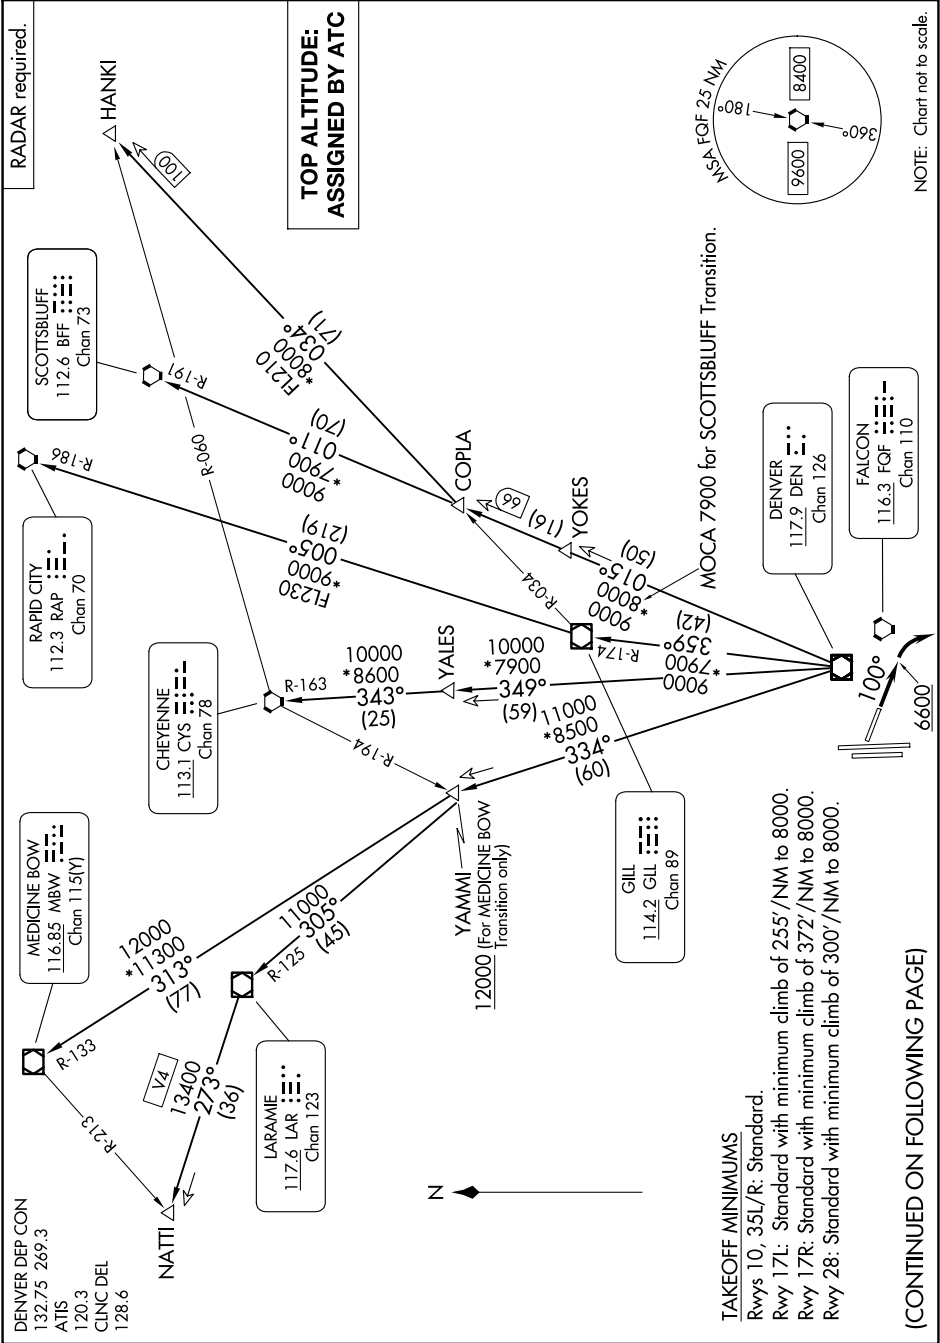 DENVER DEP CON
132.75 269.3
ATIS
120.3
CLNC DEL
128.6
RADAR required.
TOP ALTITUDE:
ASSIGNED BY ATC
MEDICINE BOW
116.85 MBW
Chan 115(Y)
CHEYENNE
113.1 CYS
Chan 78
RAPID CITY
112.3 RAP
Chan 70
SCOTTSBLUFF
112.6 BFF
Chan 73
HANKI
100
R-133
R-213
NATTI
V4
13400
273°
(36)
LARAMIE
117.6 LAR
Chan 123
R-125
12000
*11300
313°
(77)
11000
305°
(45)
YAMMI
12000 (For MEDICINE BOW
Transition only)
R-194
R-163
R-060
R-191
R-186
10000
*8600
343°
(25)
YALES
10000
*7900
349°
(65)
11000
*8500
334°
(60)
FL230
*9000
005°
(219)
9000
*7900
011°
(70)
FL210
*8000
034°
(71)
COPLA
66
(16)
YOKES
R-034
R-174
9000
*7900
359°
(42)
9000
*8000
015°
(50)
MOCA 7900 for SCOTTSBLUFF Transition.
GILL
114.2 GLL
Chan 89
DENVER
117.9 DEN
Chan 126
FALCON
116.3 FQF
Chan 110
100°
6600
MSA FQF 25 NM
180°
360°
9600
8400
N
TAKEOFF MINIMUMS
Rwys 10, 35L/R: Standard.
Rwy 17L: Standard with minimum climb of 255'/NM to 8000.
Rwy 17R: Standard with minimum climb of 372'/NM to 8000.
Rwy 28: Standard with minimum climb of 300'/NM to 8000.
(CONTINUED ON FOLLOWING PAGE)
NOTE: Chart not to scale.